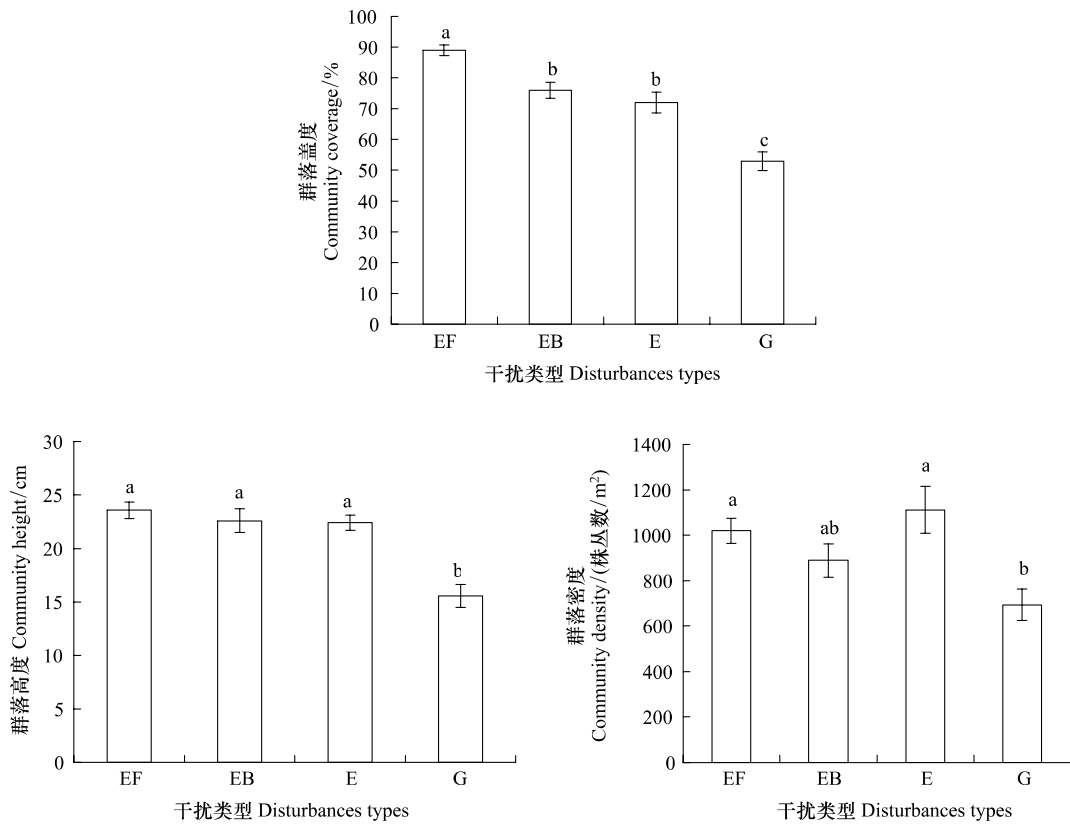 群落盖度
Community coverage/%
100
90
80
70
60
50
40
30
20
10
0
a
b
b
c
EF
EB
E
G
干扰类型 Disturbances types
群落高度 Community height/cm
30
25
20
15
10
5
0
a
a
a
b
EF
EB
E
G
干扰类型 Disturbances types
群落密度
Community density/(株丛数/m²)
1400
1200
1000
800
600
400
200
0
a
ab
a
b
EF
EB
E
G
干扰类型 Disturbances types